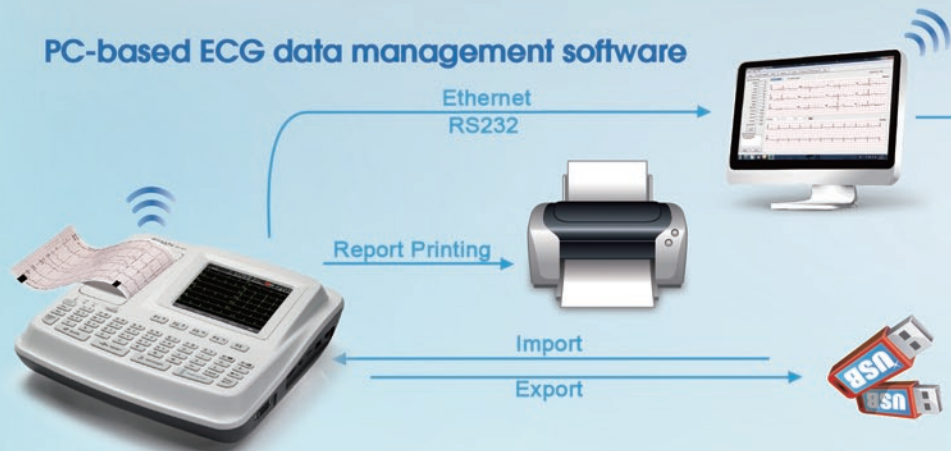 PC-based ECG data management software
Ethernet
RS232
Report Printing
Import
Export
USB
USB